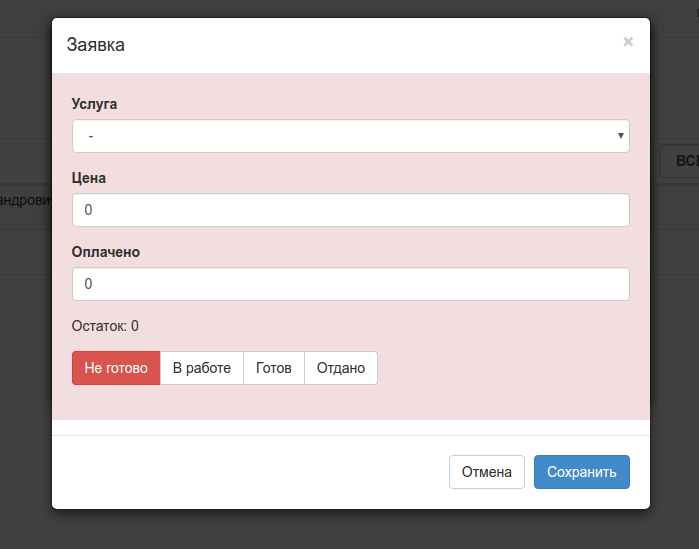 Заявка
×
Услуга
-
Цена
0
Оплачено
0
Остаток: 0
Не готово В работе Готов Отдано
Отмена Сохранить